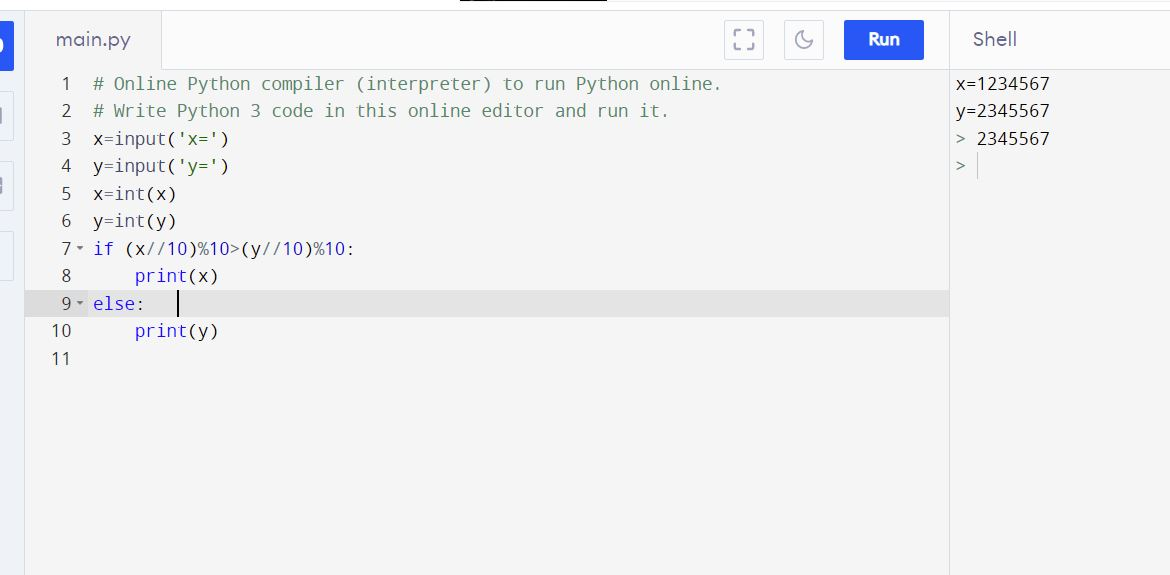 main.py
Run
Shell
1 # Online Python compiler (interpreter) to run Python online.
2 # Write Python 3 code in this online editor and run it.
3 x=input('x=')
4 y=input('y=')
5 x=int(x)
6 y=int(y)
7 if (x//10)%10>(y//10)%10:
8     print(x)
9 else:
10     print(y)
11
x=1234567
y=2345567
> 2345567
>